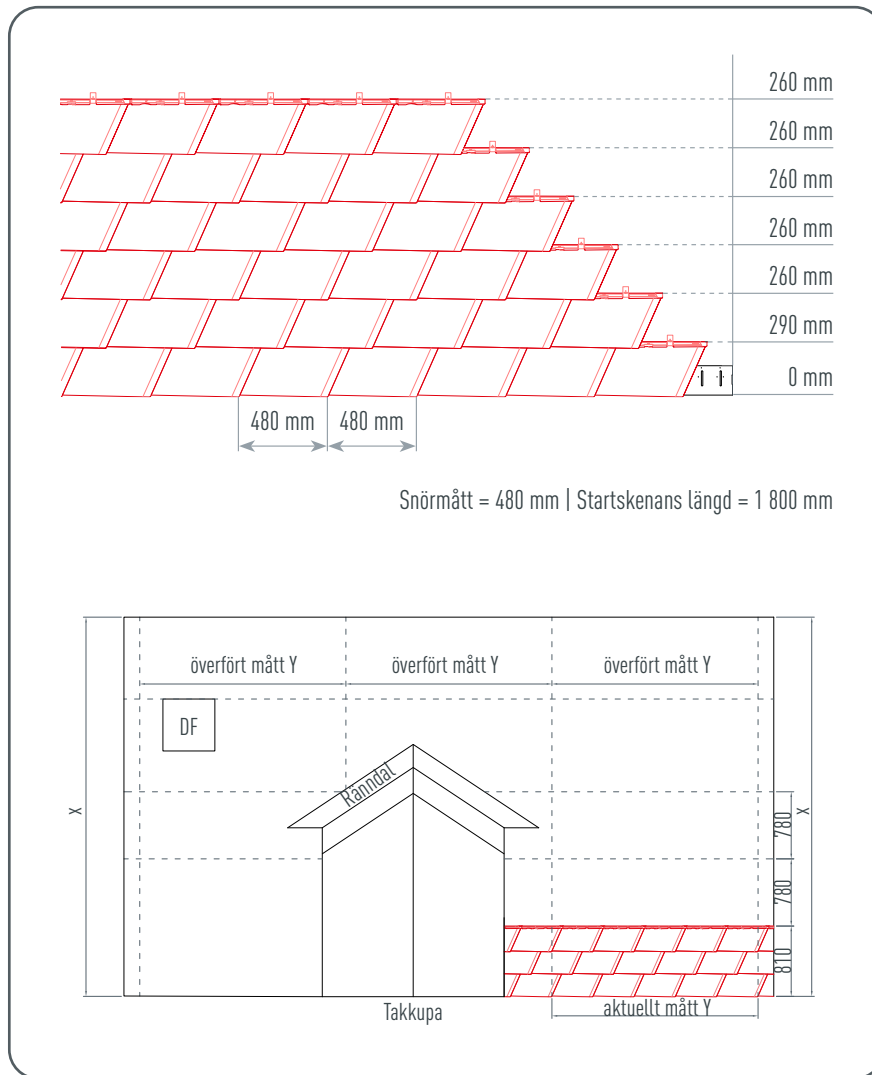 260 mm
260 mm
260 mm
260 mm
260 mm
290 mm
0 mm
480 mm 480 mm
Snörmått = 480 mm | Startskenans längd = 1 800 mm
överfört mått Y överfört mått Y överfört mått Y
DF
Ränndal
X X
780
780
810
Takkupa aktuellt mått Y